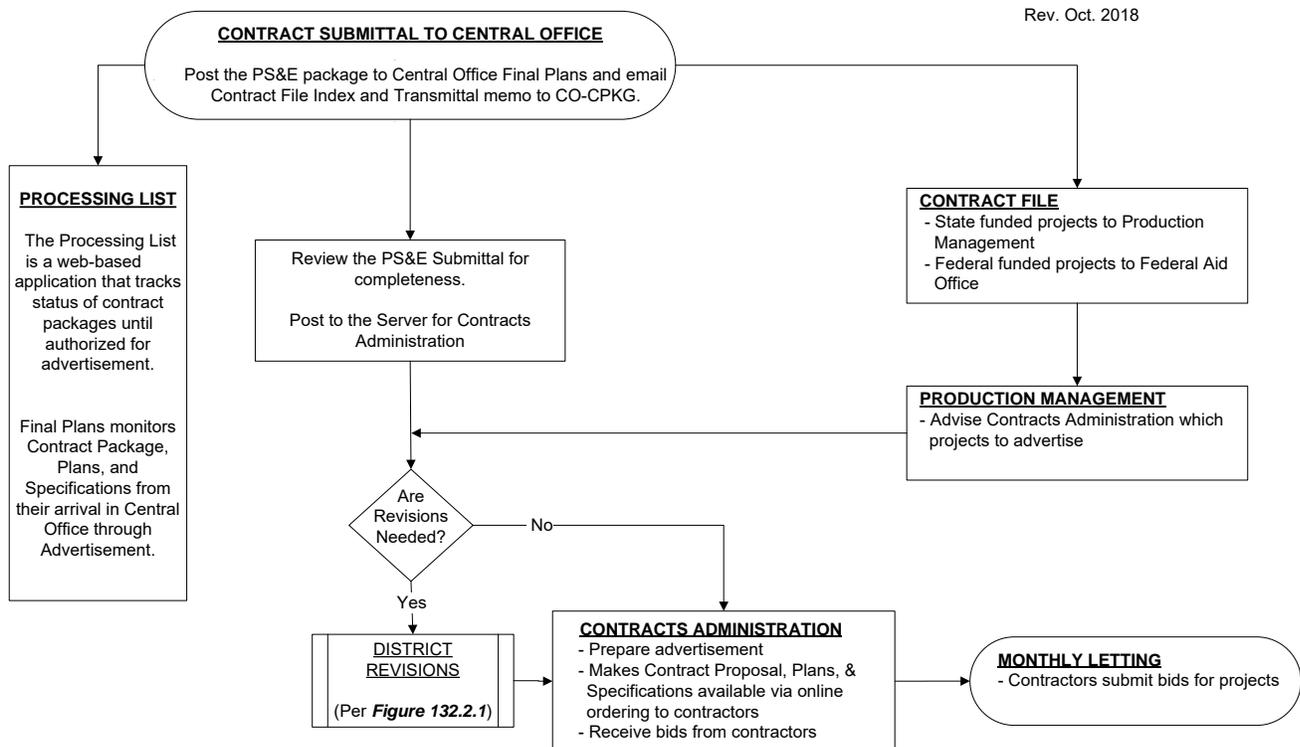 Rev. Oct. 2018
CONTRACT SUBMITTAL TO CENTRAL OFFICE
Post the PS&E package to Central Office Final Plans and email
Contract File Index and Transmittal memo to CO-CPKG.
PROCESSING LIST
The Processing List
is a web-based
application that tracks
status of contract
packages until
authorized for
advertisement.
Final Plans monitors
Contract Package,
Plans, and
Specifications from
their arrival in Central
Office through
Advertisement.
Review the PS&E Submittal for
completeness.
Post to the Server for Contracts
Administration
CONTRACT FILE
- State funded projects to Production
Management
- Federal funded projects to Federal Aid
Office
PRODUCTION MANAGEMENT
- Advise Contracts Administration which
projects to advertise
Are
Revisions
Needed?
No
Yes
DISTRICT
REVISIONS
(Per Figure 132.2.1)
CONTRACTS ADMINISTRATION
- Prepare advertisement
- Makes Contract Proposal, Plans, &
Specifications available via online
ordering to contractors
- Receive bids from contractors
MONTHLY LETTING
- Contractors submit bids for projects